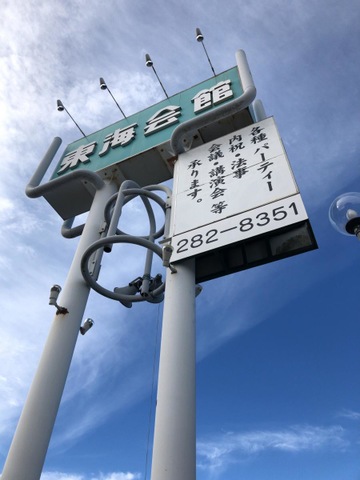 東海会館
各種パーティー
内祝・法事
会議・講演会 等
承ります。
282-8351